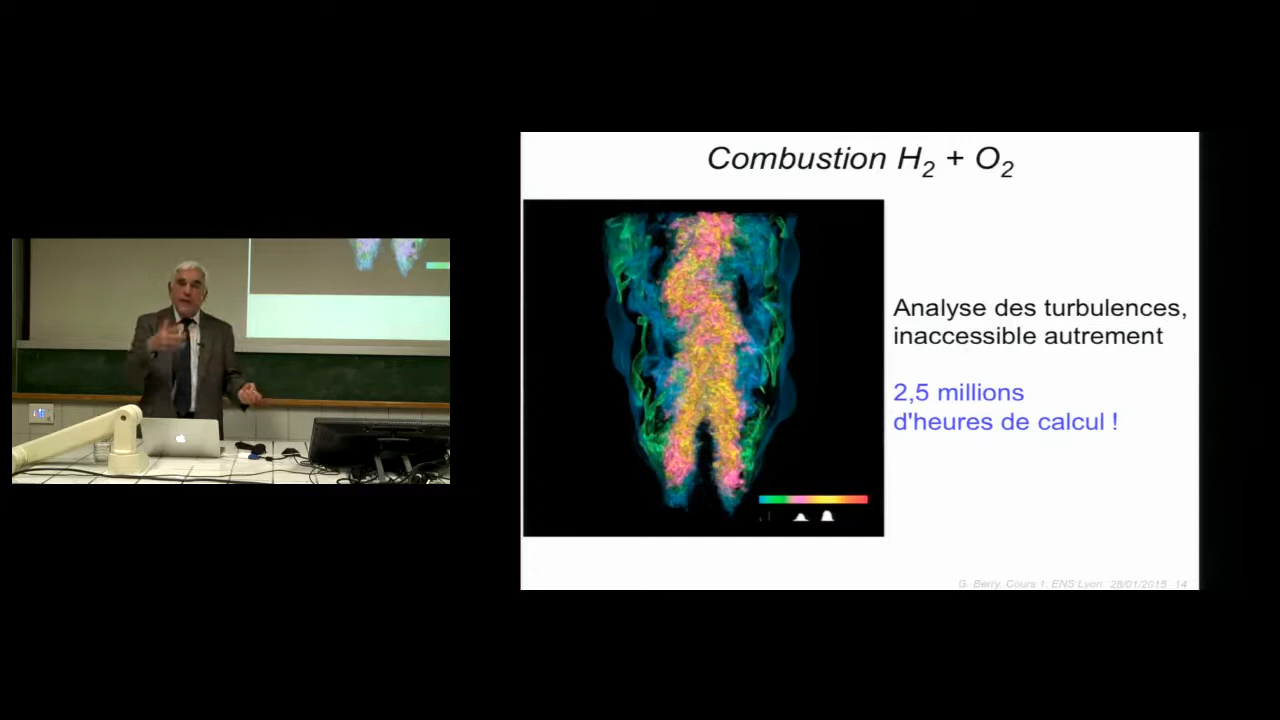 Combustion H2 + O2
Analyse des turbulences,
inaccessible autrement
2,5 millions
d'heures de calcul !
G. Berry, Cours 1, ENS Lyon, 28/01/2015 14